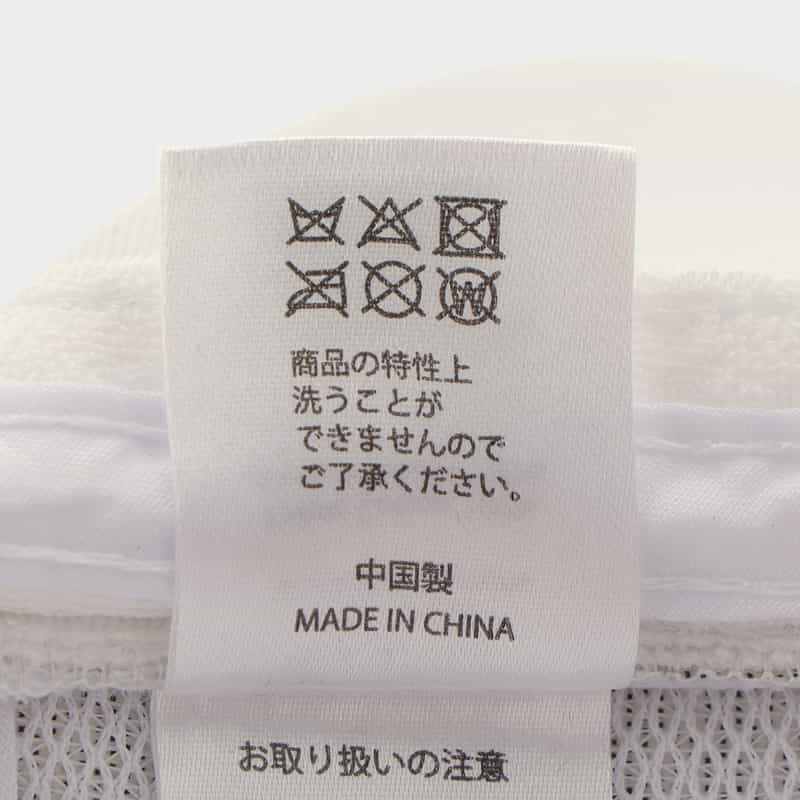 商品の特性上
洗うことが
できませんので
ご了承ください。
中国製
MADE IN CHINA
お取り扱いの注意